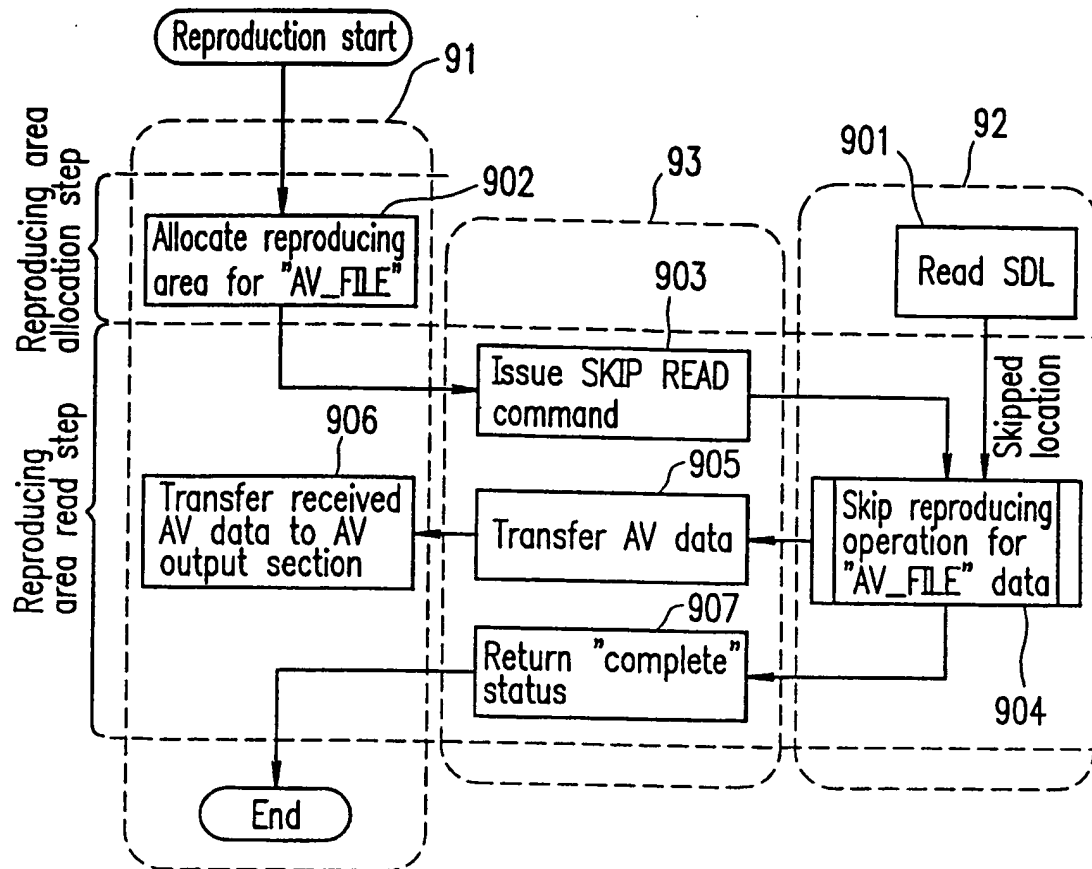 Reproduction start
91
Reproducing area
allocation step
902
Allocate reproducing
area for "AV_FILE"
93
92
901
Read SDL
Reproducing
area read step
903
Issue SKIP READ
command
Skipped
location
906
Transfer received
AV data to AV
output section
905
Transfer AV data
Skip reproducing
operation for
"AV_FILE" data
904
907
Return "complete"
status
End